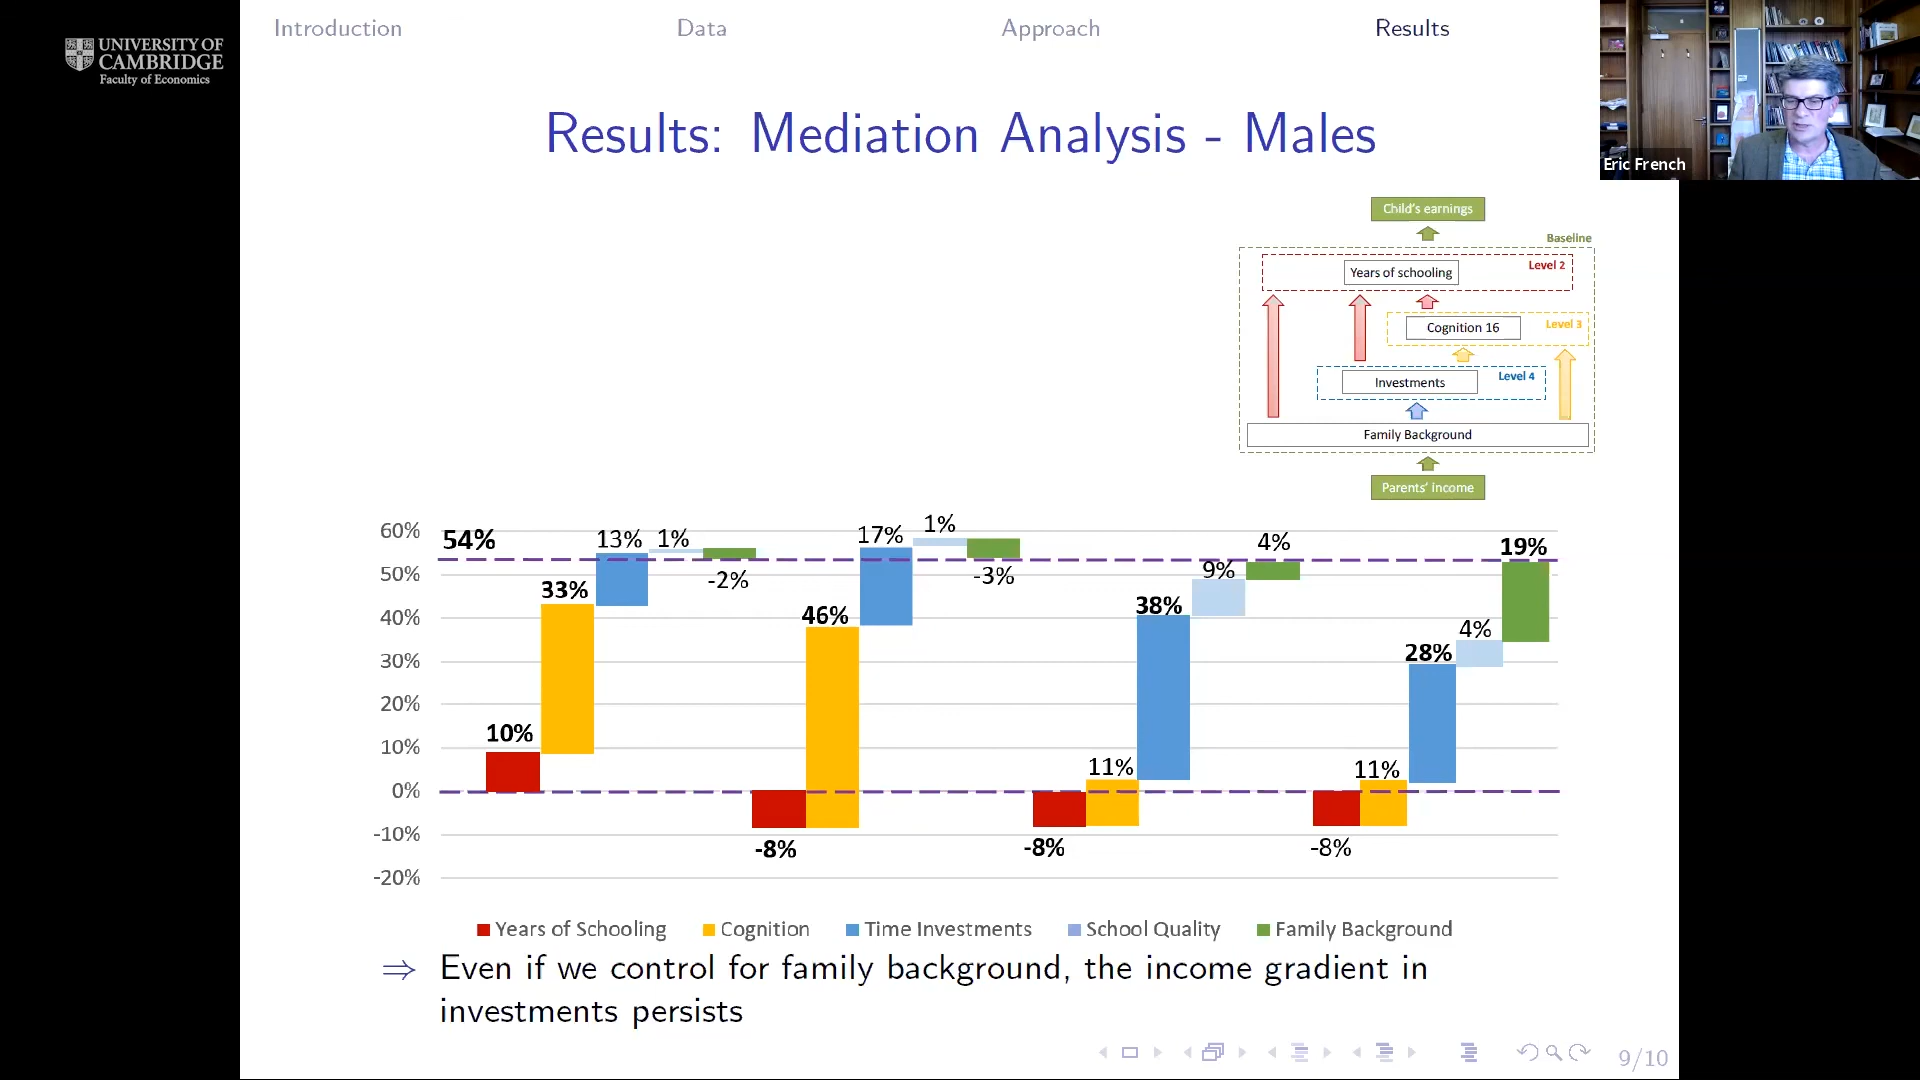 UNIVERSITY OF
CAMBRIDGE
Faculty of Economics
Introduction
Data
Approach
Results
Eric French
Results: Mediation Analysis - Males
Child's earnings
Baseline
Level 2
Years of schooling
Level 3
Cognition 16
Level 4
Investments
Family Background
Parents' income
60%
50%
40%
30%
20%
10%
0%
-10%
-20%
54%
10%
33%
13%
1%
-2%
-8%
46%
17%
1%
-3%
-8%
11%
38%
9%
4%
-8%
11%
28%
4%
19%
Years of Schooling
Cognition
Time Investments
School Quality
Family Background
⇒ Even if we control for family background, the income gradient in
investments persists
9/10